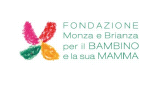 FONDAZIONE
Monza e Brianza
per il BAMBINO
e la sua MAMMA